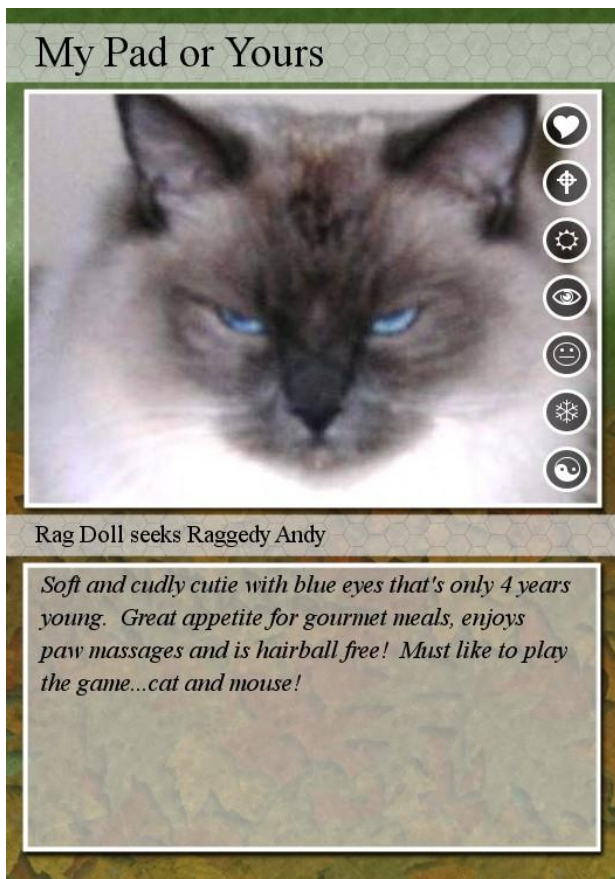 My Pad or Yours
Rag Doll seeks Raggedy Andy
Soft and cudly cutie with blue eyes that's only 4 years
young.  Great appetite for gourmet meals, enjoys
paw massages and is hairball free!  Must like to play
the game...cat and mouse!